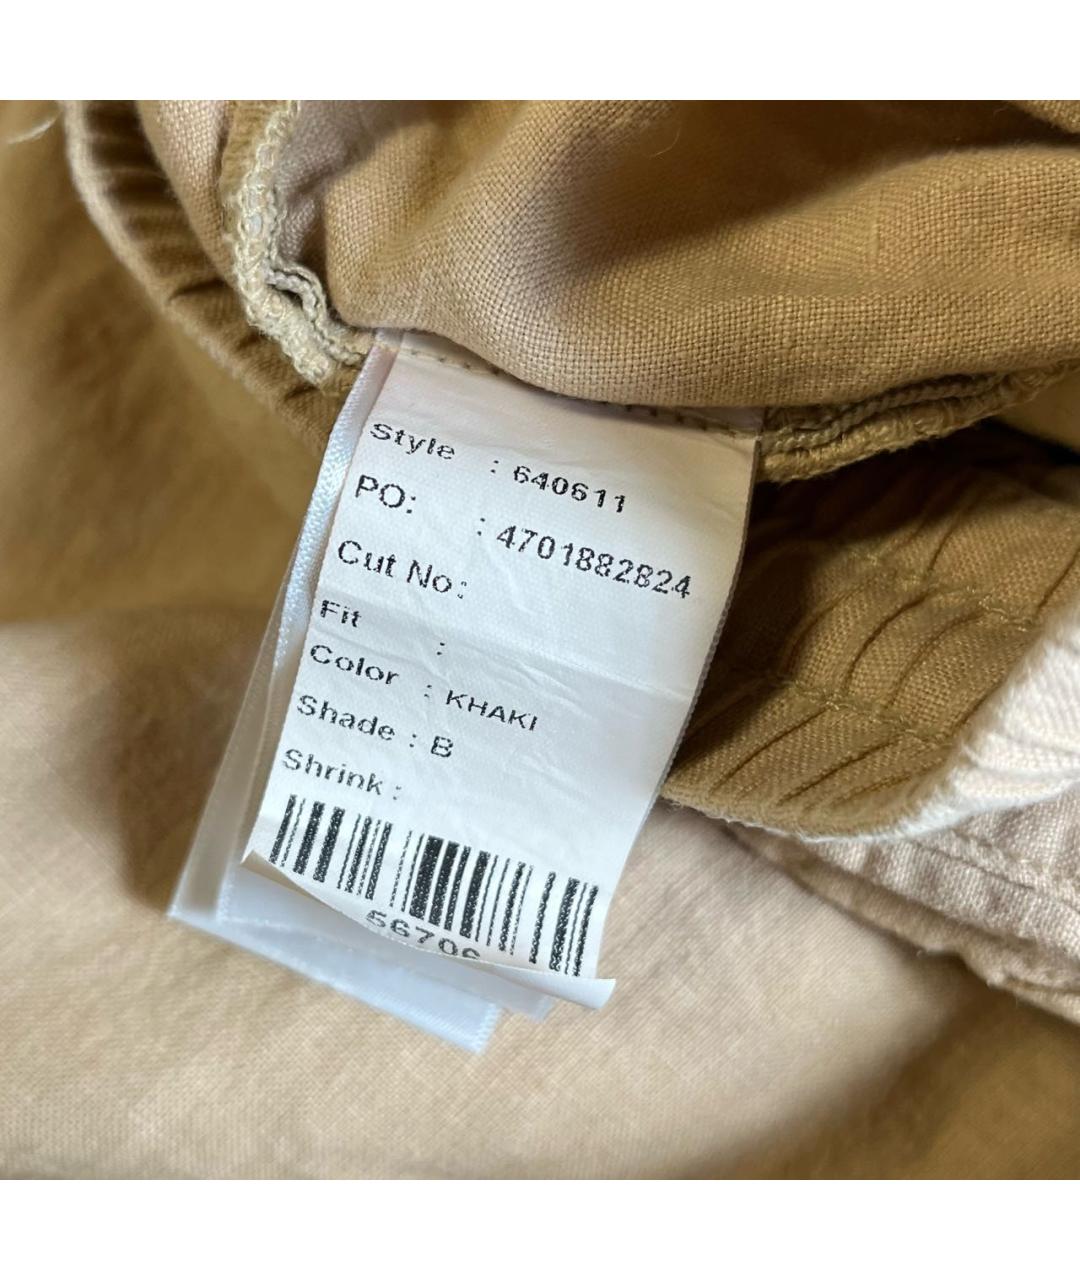 Style : 640611
PO: : 4701882824
Cut No:
Fit :
Color : KHAKI
Shade : B
Shrink :